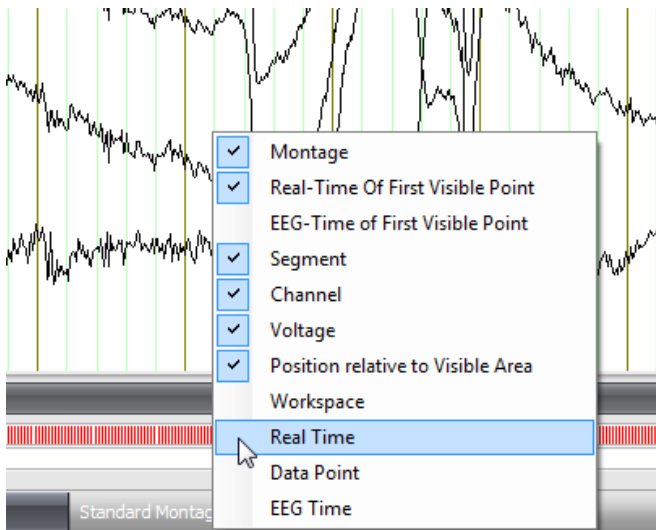 Montage
Real-Time Of First Visible Point
EEG-Time of First Visible Point
Segment
Channel
Voltage
Position relative to Visible Area
Workspace
Real Time
Data Point
EEG Time
Standard